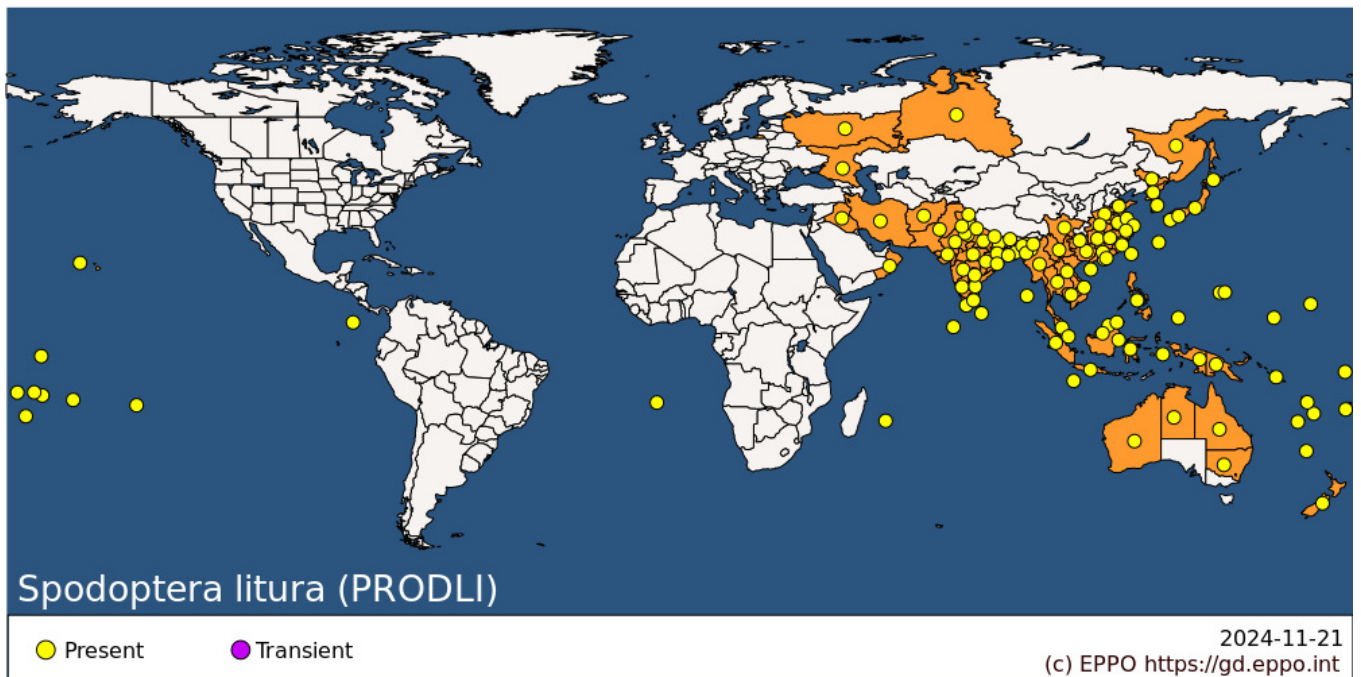 Spodoptera litura (PRODLI)
Present
Transient
2024-11-21
(c) EPPO https://gd.eppo.int